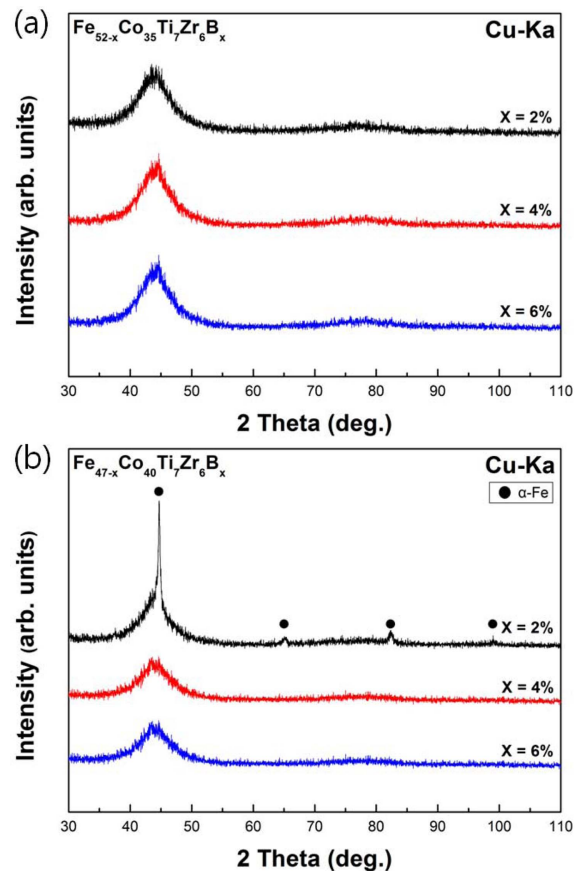 (a)
Fe₅₂₋ₓCo₃₅Ti₇Zr₆Bₓ Cu-Ka
X = 2%
X = 4%
X = 6%
Intensity (arb. units)
30 40 50 60 70 80 90 100 110
2 Theta (deg.)
(b)
Fe₄₇₋ₓCo₄₀Ti₇Zr₆Bₓ Cu-Ka
● α-Fe
X = 2%
X = 4%
X = 6%
Intensity (arb. units)
30 40 50 60 70 80 90 100 110
2 Theta (deg.)